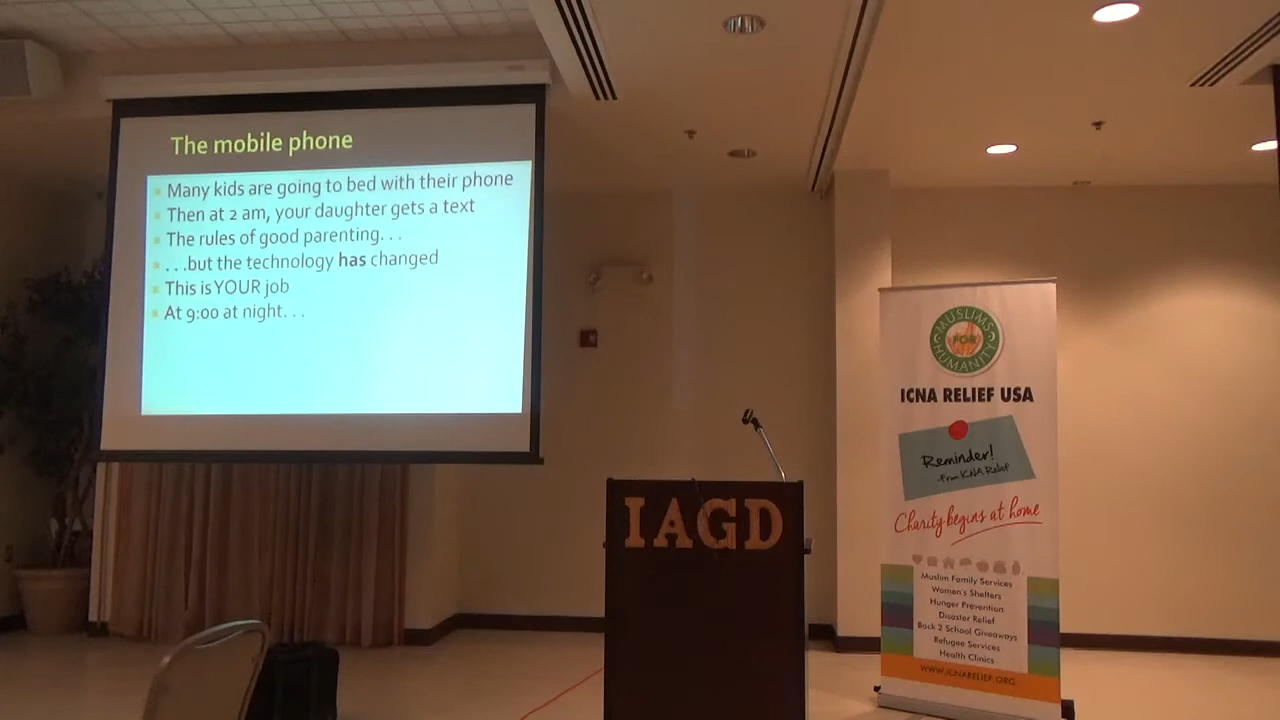 The mobile phone
Many kids are going to bed with their phone
Then at 2 am, your daughter gets a text
The rules of good parenting. . .
. . .but the technology has changed
This is YOUR job
At 9:00 at night. . .
IAGD
MUSLIMS
FOR
HUMANITY
ICNA RELIEF USA
Reminder!
-From ICNA Relief
Charity begins at home
Muslim Family Services
Women's Shelters
Hunger Prevention
Disaster Relief
Back 2 School Giveaways
Refugee Services
Health Clinics
WWW.ICNARELIEF.ORG